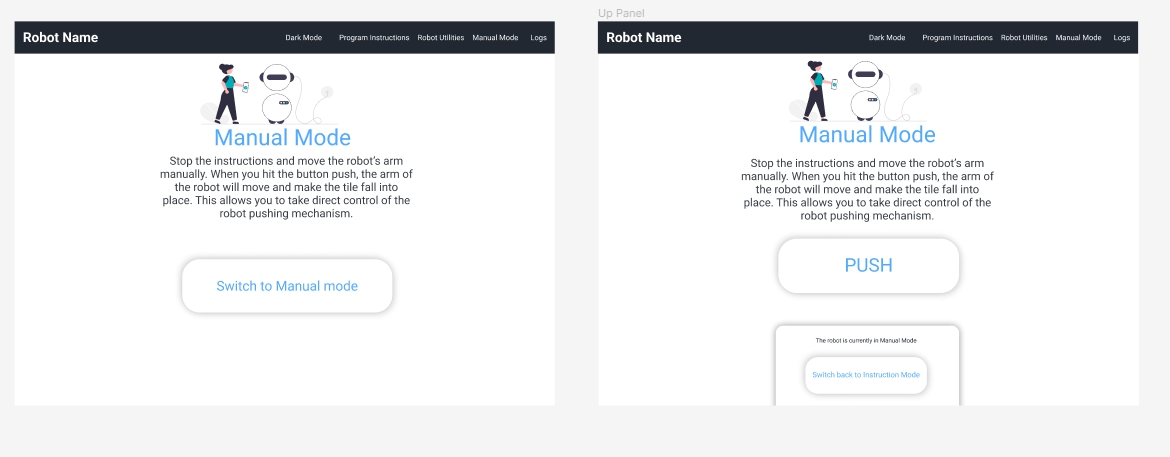 Robot Name
Dark Mode Program Instructions Robot Utilities Manual Mode Logs
Manual Mode
Stop the instructions and move the robot's arm
manually. When you hit the button push, the arm of
the robot will move and make the tile fall into
place. This allows you to take direct control of the
robot pushing mechanism.
Switch to Manual mode
Up Panel
Robot Name
Dark Mode Program Instructions Robot Utilities Manual Mode Logs
Manual Mode
Stop the instructions and move the robot's arm
manually. When you hit the button push, the arm of
the robot will move and make the tile fall into
place. This allows you to take direct control of the
robot pushing mechanism.
PUSH
The robot is currently in Manual Mode
Switch back to Instruction Mode